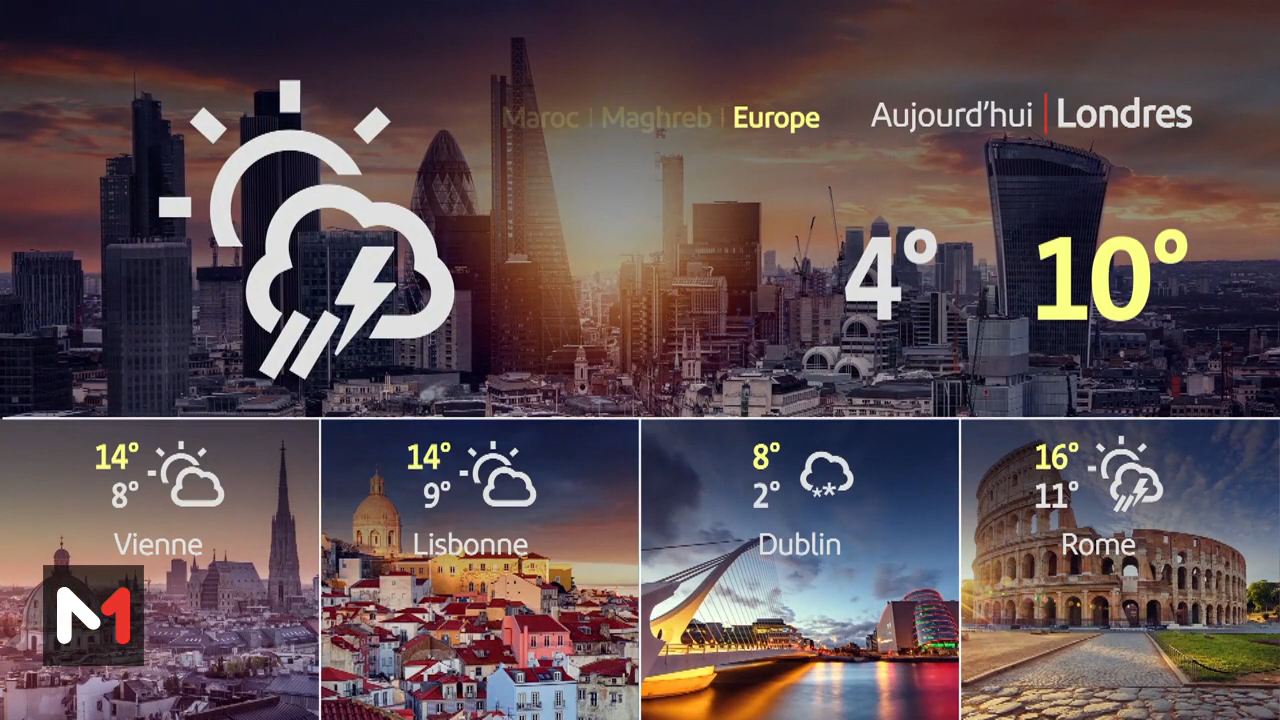 Maroc | Maghreb | Europe
Aujourd'hui | Londres
4° 10°
14°
8°
Vienne
14°
9°
Lisbonne
8°
2°
Dublin
16°
11°
Rome
M1